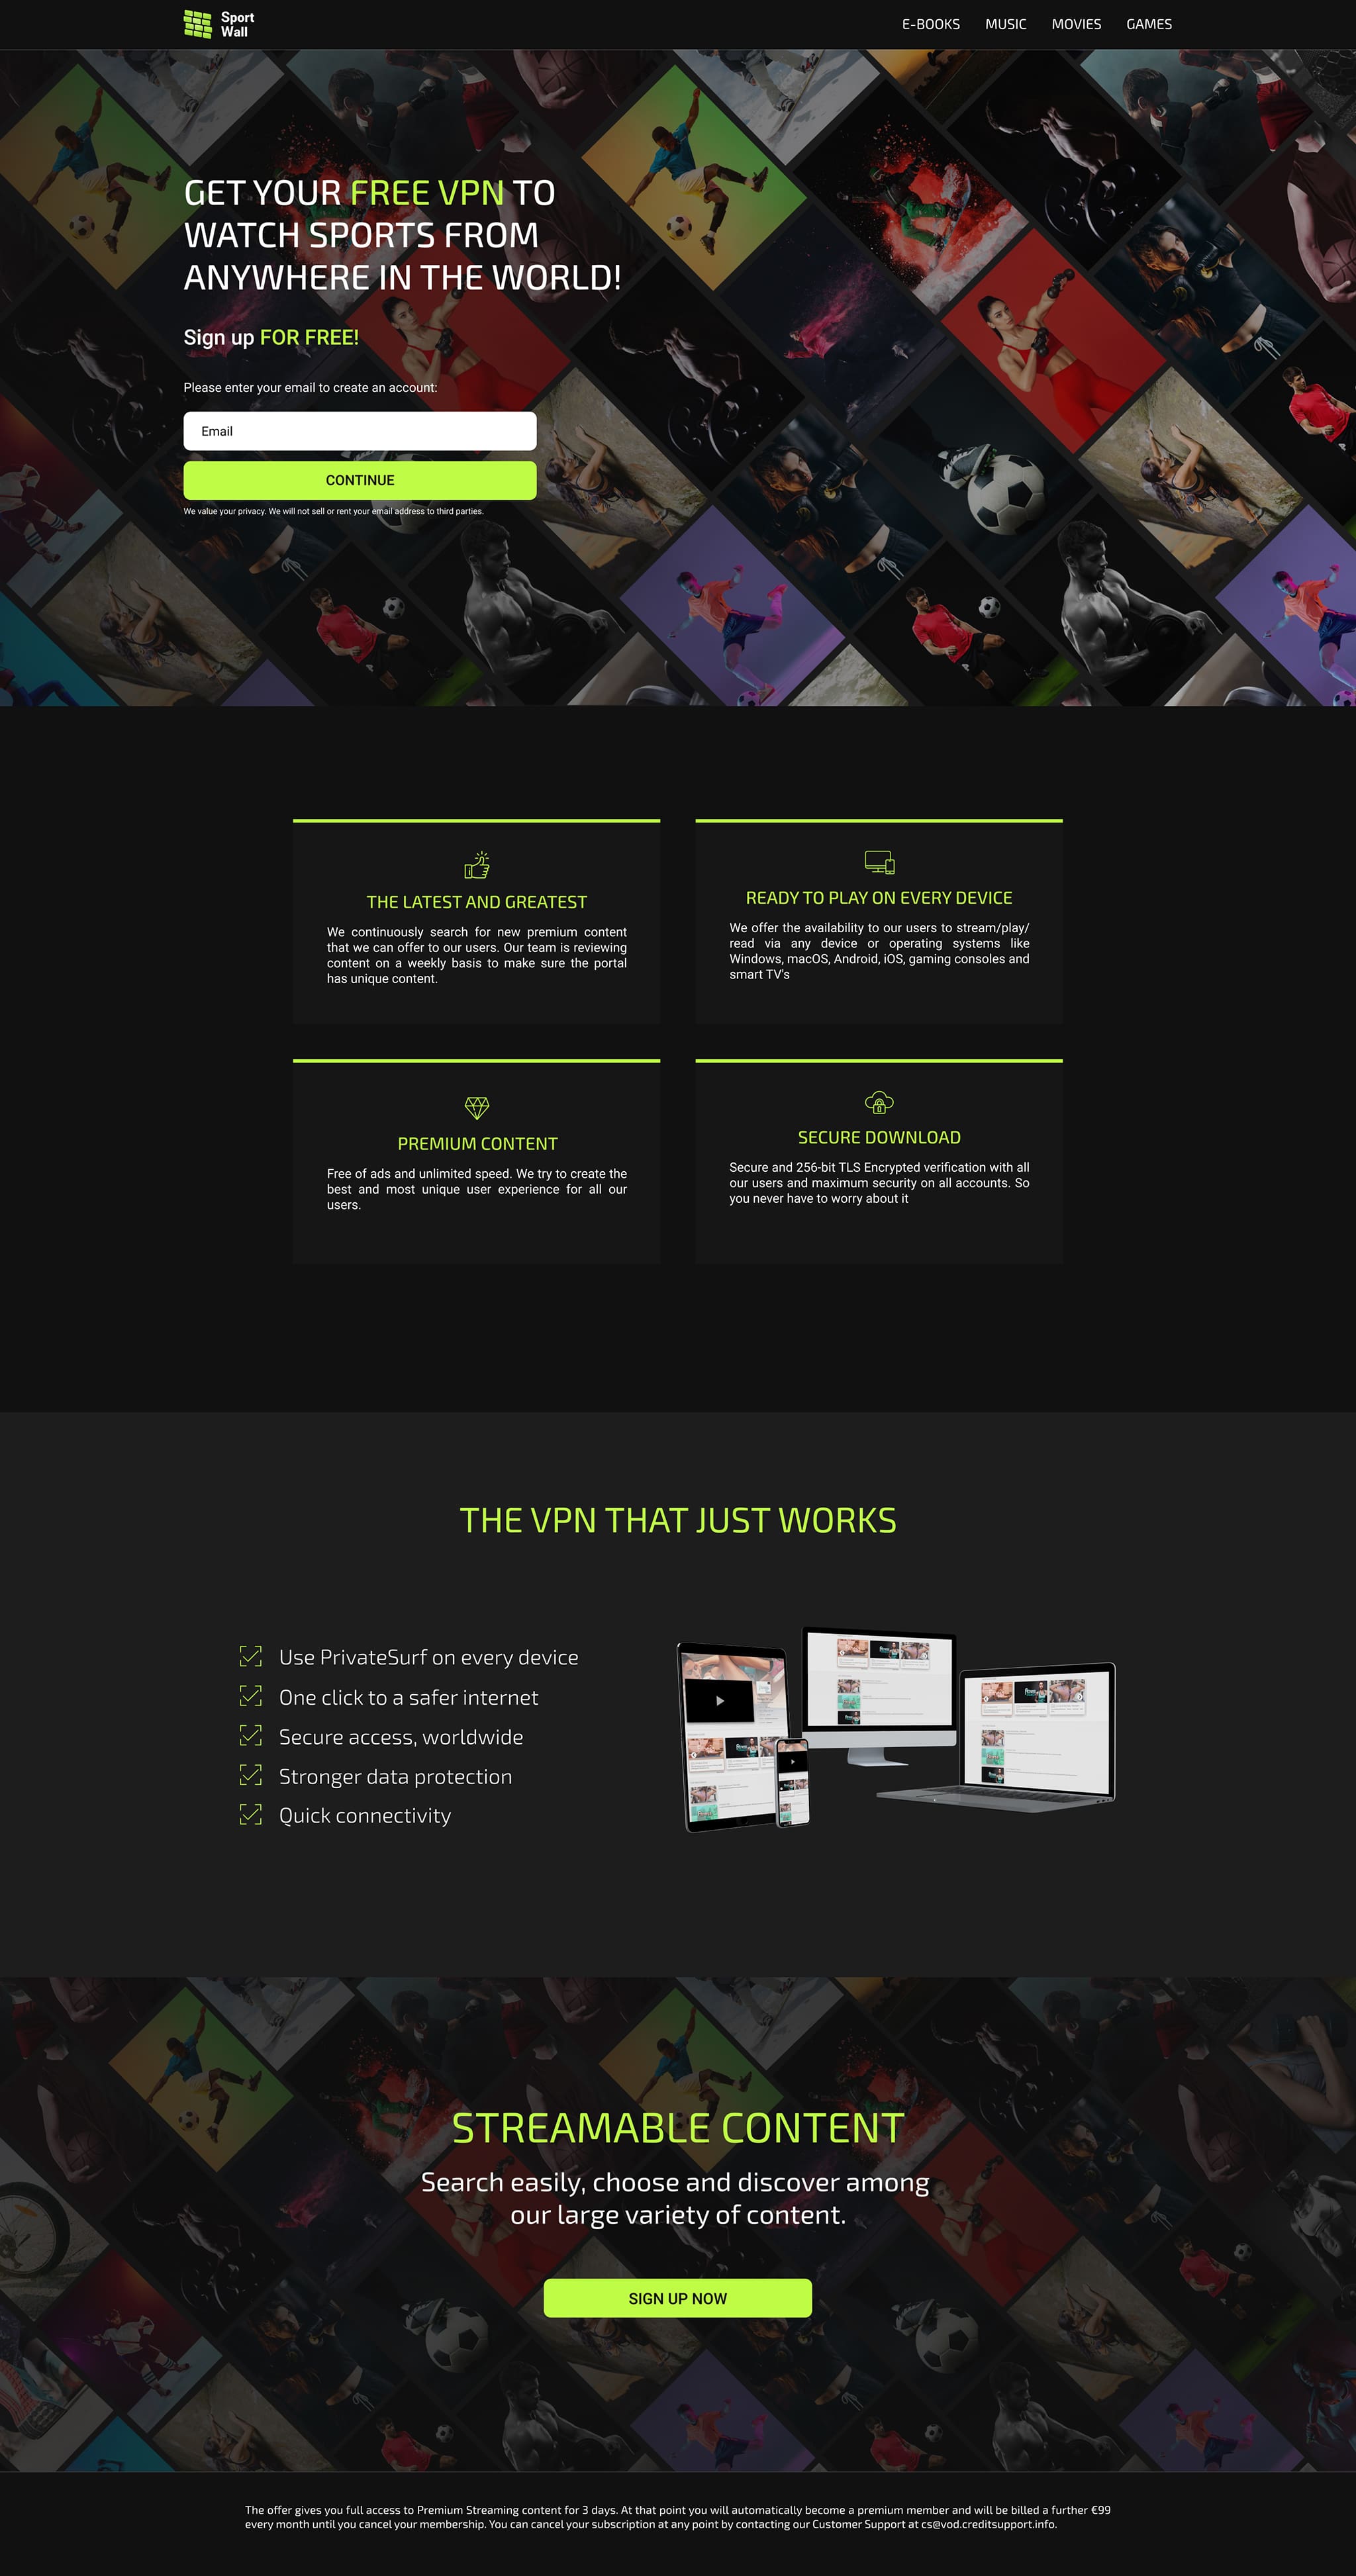 Sport
Wall
E-BOOKS MUSIC MOVIES GAMES
GET YOUR FREE VPN TO
WATCH SPORTS FROM
ANYWHERE IN THE WORLD!
Sign up FOR FREE!
Please enter your email to create an account:
Email
CONTINUE
We value your privacy. We will not sell or rent your email address to third parties.
THE LATEST AND GREATEST
We continuously search for new premium content
that we can offer to our users. Our team is reviewing
content on a weekly basis to make sure the portal
has unique content.
READY TO PLAY ON EVERY DEVICE
We offer the availability to our users to stream/play/
read via any device or operating systems like
Windows, macOS, Android, iOS, gaming consoles and
smart TV's
PREMIUM CONTENT
Free of ads and unlimited speed. We try to create the
best and most unique user experience for all our
users.
SECURE DOWNLOAD
Secure and 256-bit TLS Encrypted verification with all
our users and maximum security on all accounts. So
you never have to worry about it
THE VPN THAT JUST WORKS
Use PrivateSurf on every device
One click to a safer internet
Secure access, worldwide
Stronger data protection
Quick connectivity
STREAMABLE CONTENT
Search easily, choose and discover among
our large variety of content.
SIGN UP NOW
The offer gives you full access to Premium Streaming content for 3 days. At that point you will automatically become a premium member and will be billed a further €99
every month until you cancel your membership. You can cancel your subscription at any point by contacting our Customer Support at cs@vod.creditsupport.info.